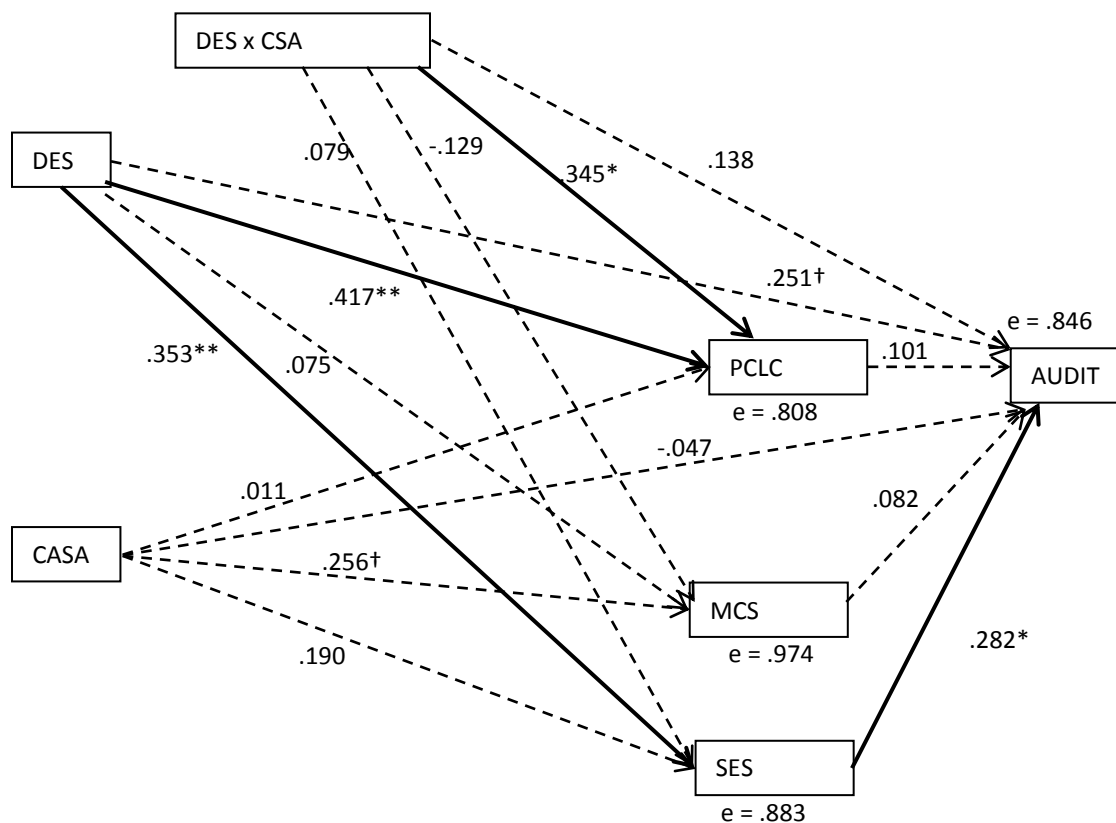 DES x CSA
DES
.079
-.129
.138
.345*
.251†
.417**
e = .846
.353**
.075
PCLC
.101
AUDIT
e = .808
-.047
.011
.082
CASA
.256†
MCS
.190
e = .974
.282*
SES
e = .883